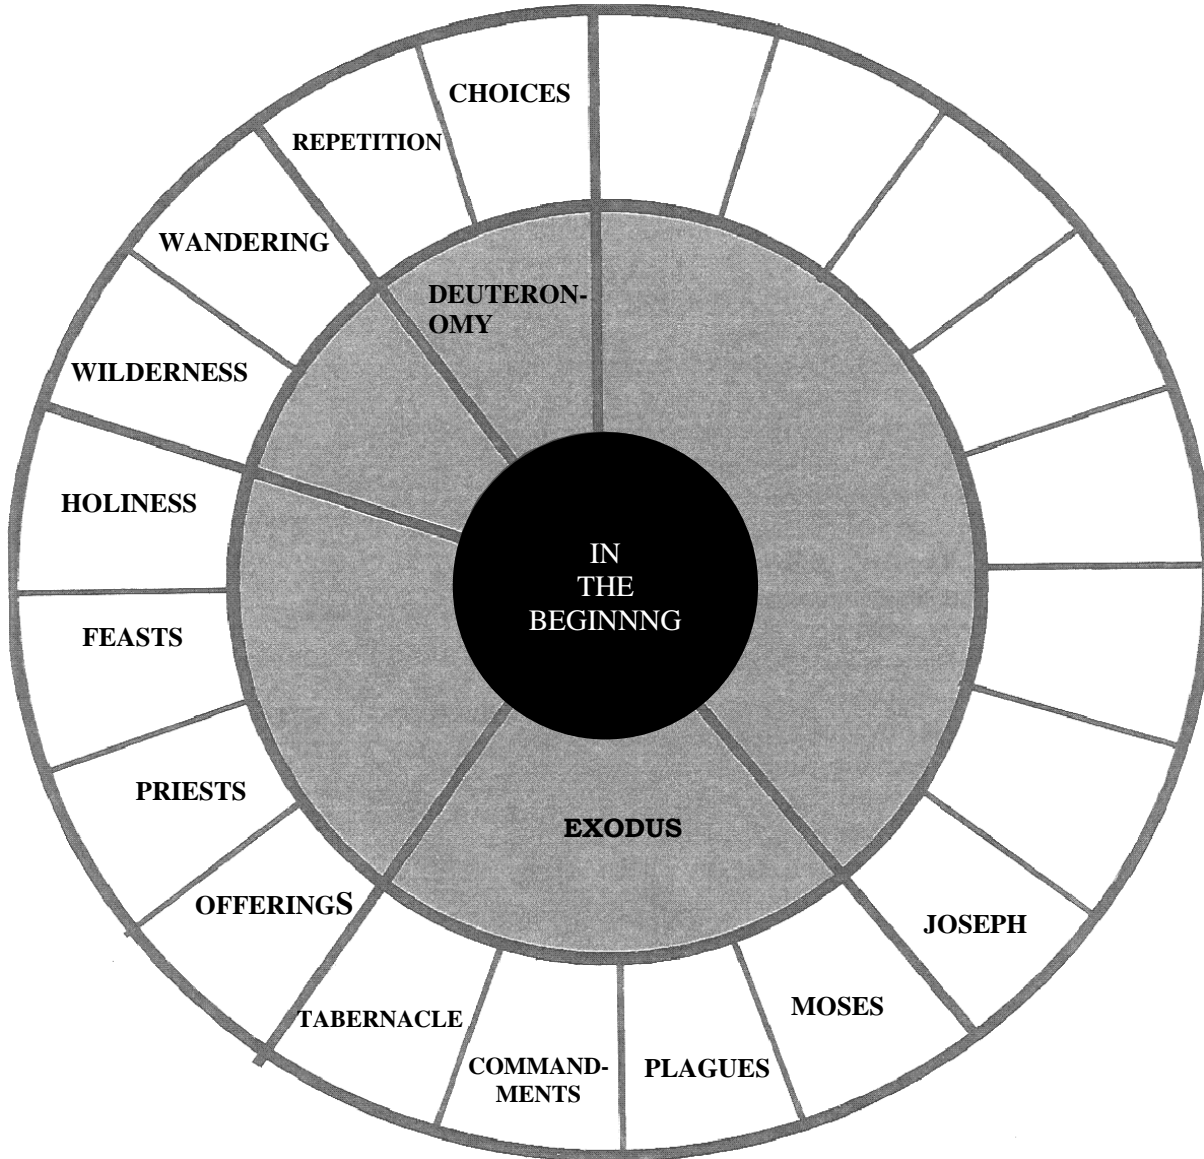 CHOICES
REPETITION
WANDERING
DEUTERON-
OMY
WILDERNESS
HOLINESS
IN
THE
BEGINNNG
FEASTS
PRIESTS
EXODUS
OFFERINGS
JOSEPH
MOSES
TABERNACLE
COMMAND-
MENTS
PLAGUES